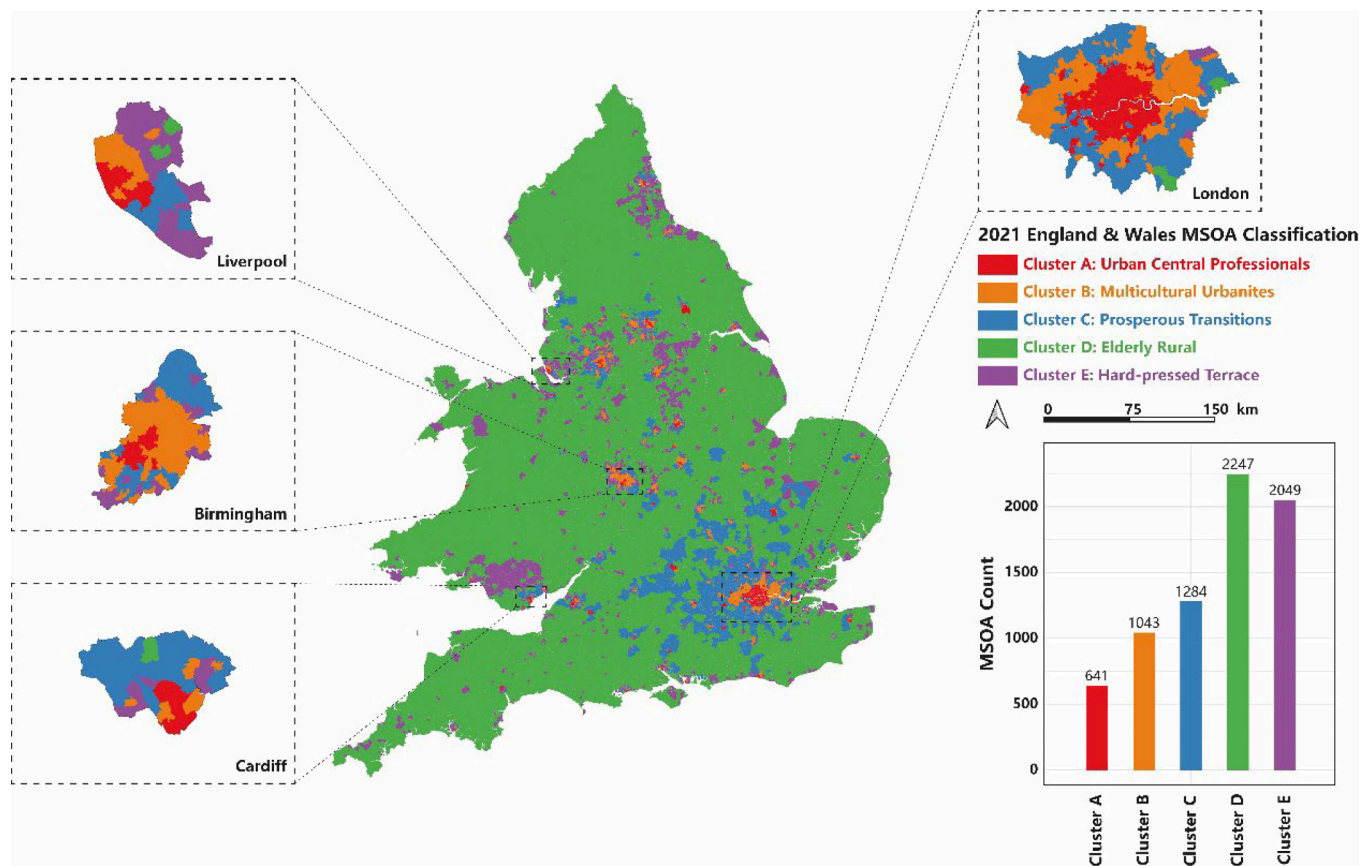 Liverpool
Birmingham
Cardiff
London
2021 England & Wales MSOA Classification
Cluster A: Urban Central Professionals
Cluster B: Multicultural Urbanites
Cluster C: Prosperous Transitions
Cluster D: Elderly Rural
Cluster E: Hard-pressed Terrace
0 75 150 km
MSOA Count
2000
1500
1000
500
0
641
1043
1284
2247
2049
Cluster A
Cluster B
Cluster C
Cluster D
Cluster E